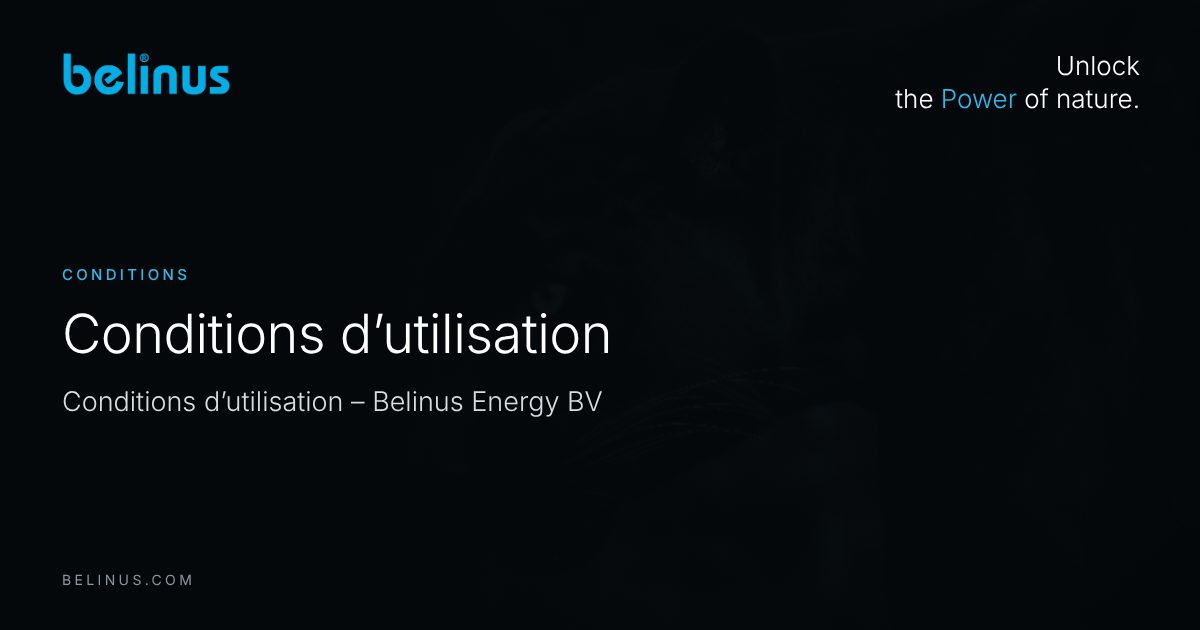 belinus®
Unlock
the Power of nature.
CONDITIONS
Conditions d’utilisation
Conditions d’utilisation – Belinus Energy BV
BELINUS.COM